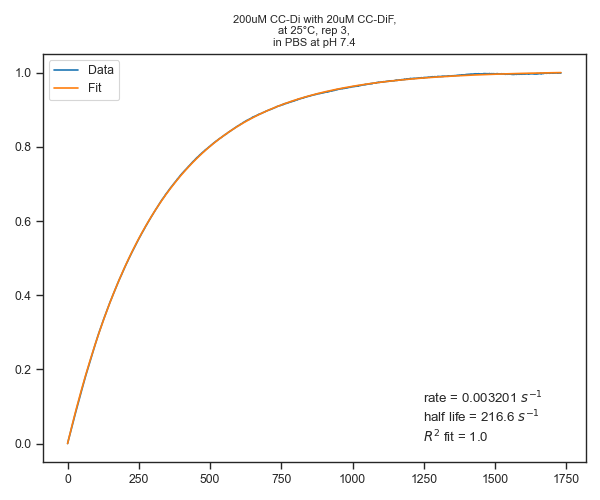 200uM CC-Di with 20uM CC-DiF,
at 25°C, rep 3,
in PBS at pH 7.4
Data
Fit
1.0
0.8
0.6
0.4
0.2
0.0
rate = 0.003201 s⁻¹
half life = 216.6 s⁻¹
R² fit = 1.0
0 250 500 750 1000 1250 1500 1750